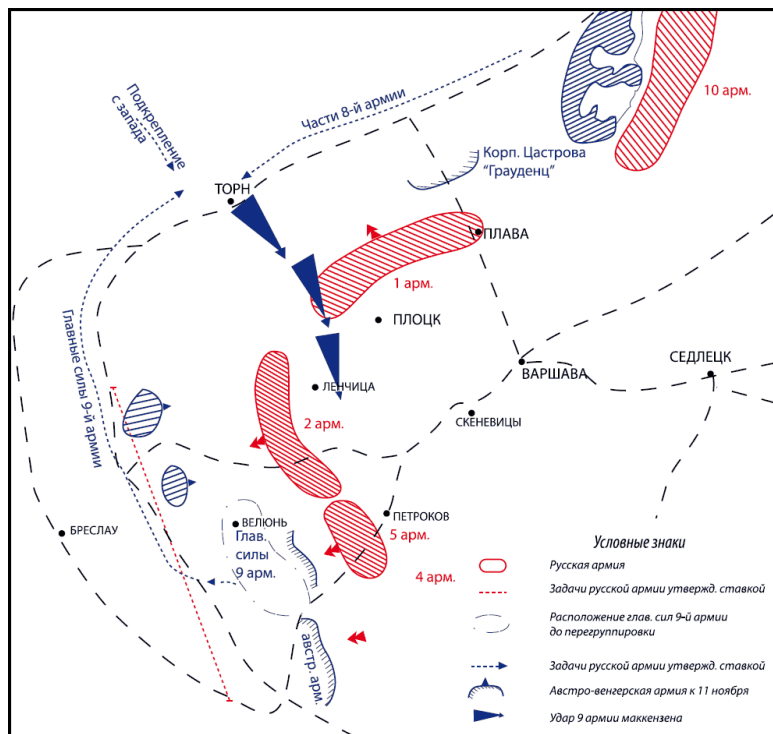 10 арм.
Части 8-й армии
Подкрепление
с запада
Корп. Цастрова
"Грауденц"
ТОРН
ПЛАВА
1 арм.
ПЛОЦК
Главные силы 9-й армии
ВАРШАВА
СЕДЛЕЦК
ЛЕНЧИЦА
СКЕНЕВИЦЫ
2 арм.
ПЕТРОКОВ
БРЕСЛАУ
ВЕЛЮНЬ
Глав.
силы
9 арм.
5 арм.
4 арм.
австр. арм.
Условные знаки
Русская армия
Задачи русской армии утвержд. ставкой
Расположение глав. сил 9-й армии
до перегруппировки
Задачи русской армии утвержд. ставкой
Австро-венгерская армия к 11 ноября
Удар 9 армии маккензена